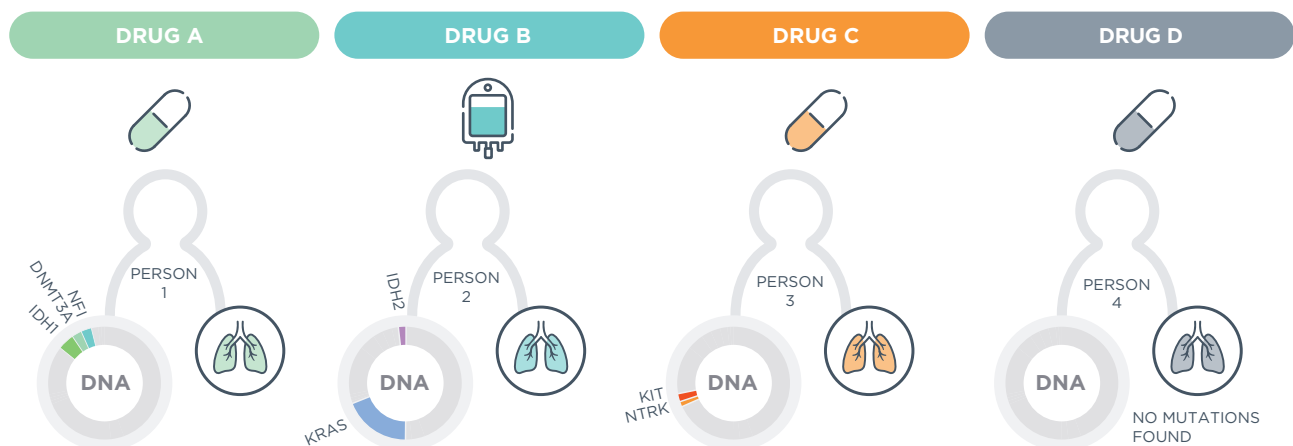 DRUG A
DRUG B
DRUG C
DRUG D
PERSON
1
NFI
DNMT3A
IDH1
DNA
PERSON
2
IDH2
KRAS
DNA
PERSON
3
KIT
NTRK
DNA
PERSON
4
DNA
NO MUTATIONS
FOUND